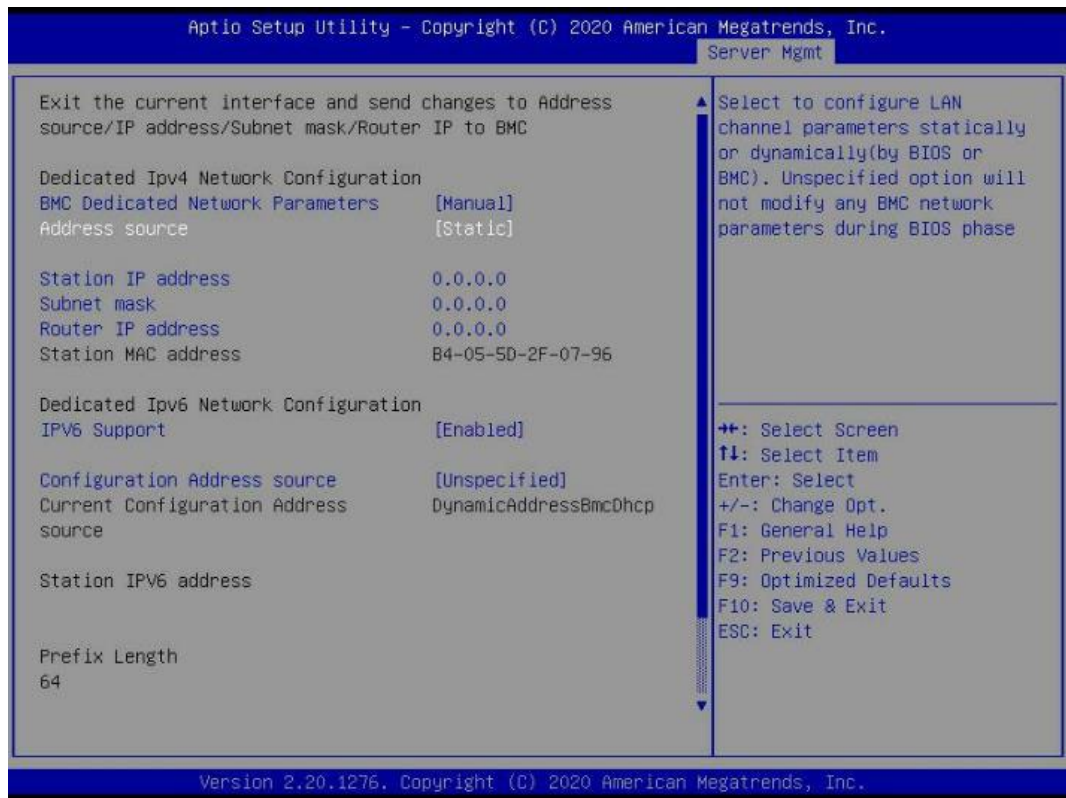 Aptio Setup Utility – Copyright (C) 2020 American Megatrends, Inc.
Server Mgmt
Exit the current interface and send changes to Address
source/IP address/Subnet mask/Router IP to BMC
Dedicated Ipv4 Network Configuration
BMC Dedicated Network Parameters [Manual]
Address source [Static]
Station IP address 0.0.0.0
Subnet mask 0.0.0.0
Router IP address 0.0.0.0
Station MAC address B4-05-5D-2F-07-96
Dedicated Ipv6 Network Configuration
IPV6 Support [Enabled]
Configuration Address source [Unspecified]
Current Configuration Address DynamicAddressBmcDhcp
source
Station IPV6 address
Prefix Length
64
Select to configure LAN
channel parameters statically
or dynamically(by BIOS or
BMC). Unspecified option will
not modify any BMC network
parameters during BIOS phase
→←: Select Screen
↑↓: Select Item
Enter: Select
+/-: Change Opt.
F1: General Help
F2: Previous Values
F9: Optimized Defaults
F10: Save & Exit
ESC: Exit
Version 2.20.1276. Copyright (C) 2020 American Megatrends, Inc.